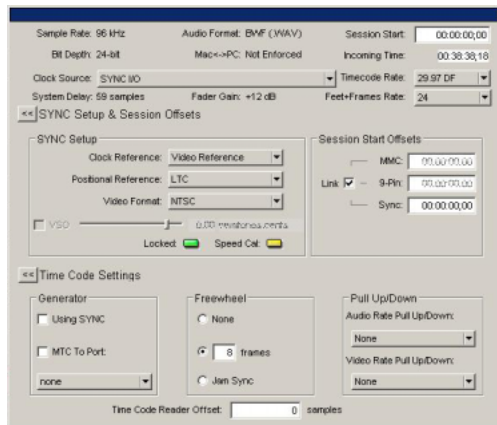 Sample Rate: 96 kHz Audio Format: BWF (.WAV) Session Start: 00:00:00;00
Bit Depth: 24-bit Mac<->PC: Not Enforced Incoming Time: 00:38:38;18
Clock Source: SYNC I/O Timecode Rate: 29.97 DF
System Delay: 59 samples Fader Gain: +12 dB Feet+Frames Rate: 24
<< SYNC Setup & Session Offsets
SYNC Setup
Clock Reference: Video Reference
Positional Reference: LTC
Video Format: NTSC
VSO
Locked: Speed Cal:
Session Start Offsets
MMC: 00:00:00:00
Link 9-Pin: 00:00:00:00
Sync: 00:00:00;00
<< Time Code Settings
Generator
Using SYNC
MTC To Port:
none
Freewheel
None
8 frames
Jam Sync
Pull Up/Down
Audio Rate Pull Up/Down:
None
Video Rate Pull Up/Down:
None
Time Code Reader Offset: 0 samples